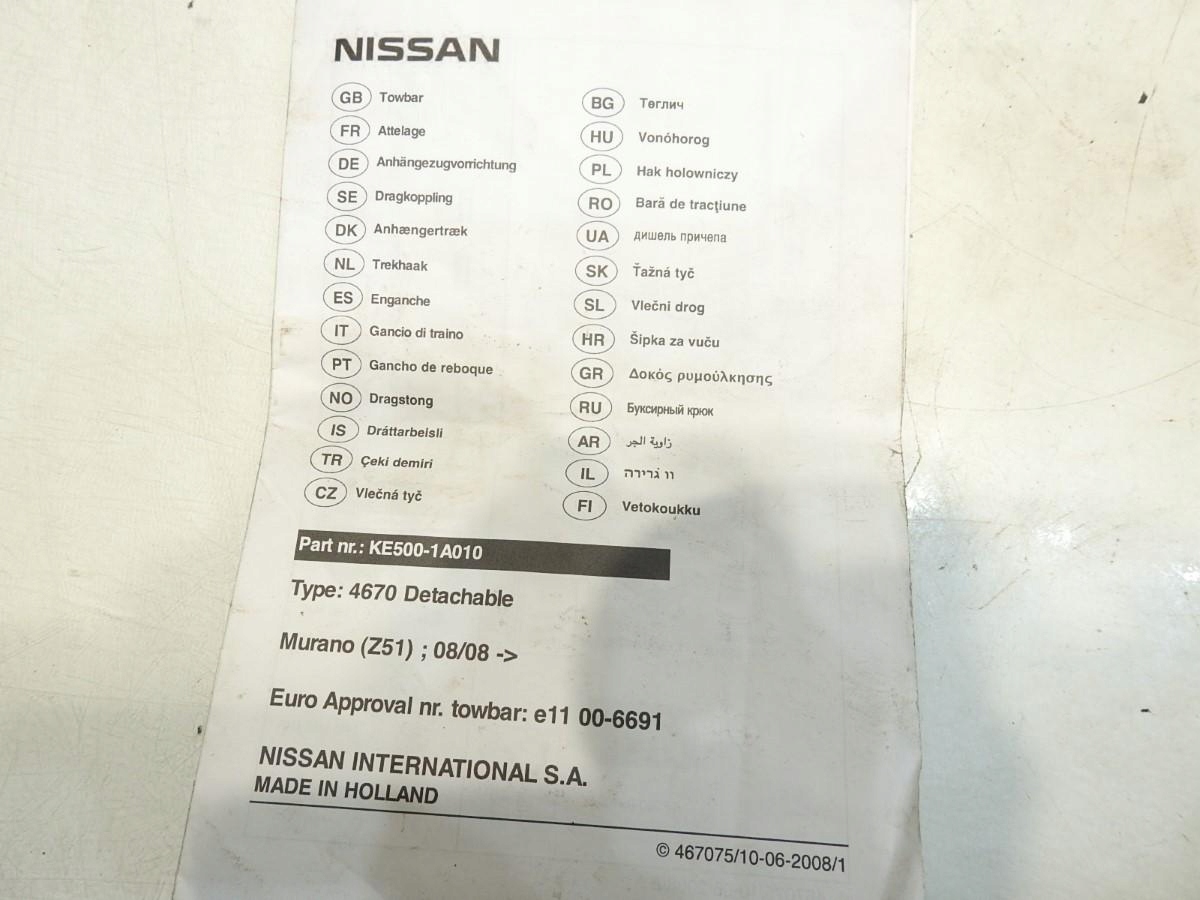 NISSAN
GB Towbar
FR Attelage
DE Anhängezugvorrichtung
SE Dragkoppling
DK Anhængertræk
NL Trekhaak
ES Enganche
IT Gancio di traino
PT Gancho de reboque
NO Dragstong
IS Dráttarbeisli
TR Çeki demiri
CZ Vlečná tyč
BG Теглич
HU Vonóhorog
PL Hak holowniczy
RO Bară de tracţiune
UA дишель причепа
SK Ťažná tyč
SL Vlečni drog
HR Šipka za vuču
GR Δοκός ρυμούλκησης
RU Буксирный крюк
AR زاوية الجر
IL וו גרירה
FI Vetokoukku
Part nr.: KE500-1A010
Type: 4670 Detachable
Murano (Z51) ; 08/08 ->
Euro Approval nr. towbar: e11 00-6691
NISSAN INTERNATIONAL S.A.
MADE IN HOLLAND
© 467075/10-06-2008/1